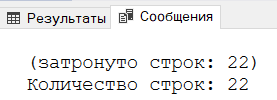 Результаты Сообщения
(затронуто строк: 22)
Количество строк: 22